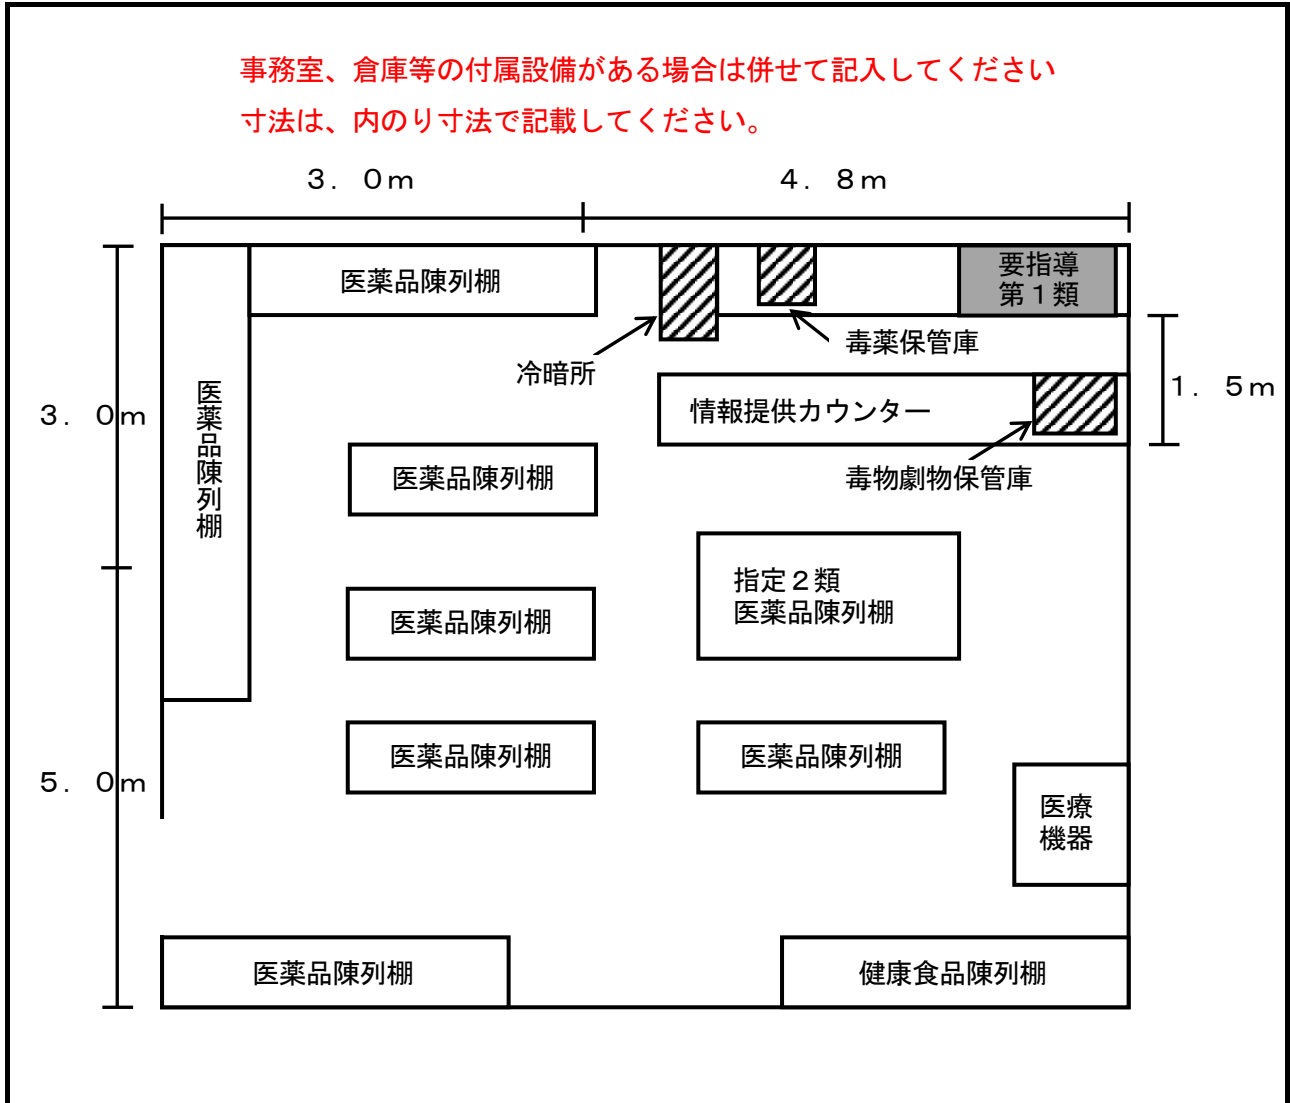 事務室、倉庫等の付属設備がある場合は併せて記入してください
寸法は、内のり寸法で記載してください。
３．０ｍ
４．８ｍ
医薬品陳列棚
要指導
第１類
毒薬保管庫
冷暗所
医薬品陳列棚
３．０ｍ
情報提供カウンター
１．５ｍ
医薬品陳列棚
毒物劇物保管庫
指定２類
医薬品陳列棚
医薬品陳列棚
医薬品陳列棚
医薬品陳列棚
５．０ｍ
医療
機器
医薬品陳列棚
健康食品陳列棚